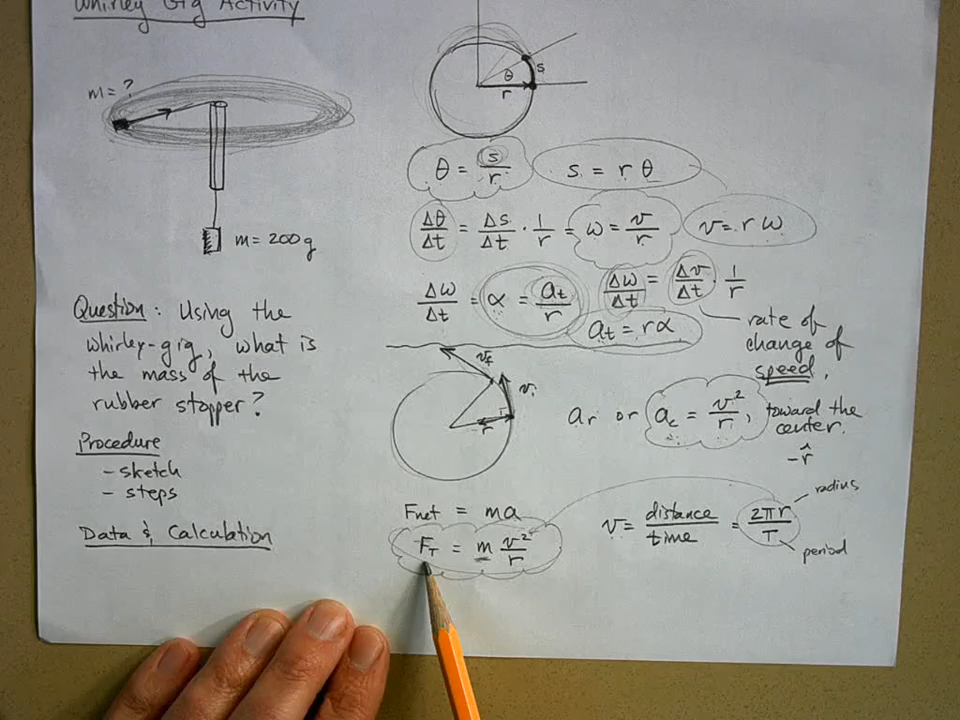 Whirley Gig Activity
m = ?
m = 200 g
Question : Using the
whirley-gig, what is
the mass of the
rubber stopper?
Procedure
- sketch
- steps
Data & Calculation
θ
s
r
θ = s/r
s = r θ
Δθ/Δt = Δs/Δt · 1/r = ω = v/r
v = r ω
Δω/Δt = α = at/r
Δω/Δt = Δv/Δt · 1/r
at = rα
rate of
change of
speed.
vf
vi
r
ar or ac = v²/r, toward the
center.
- r̂
Fnet = ma
FT = m v²/r
v = distance/time = 2πr/T
radius
period